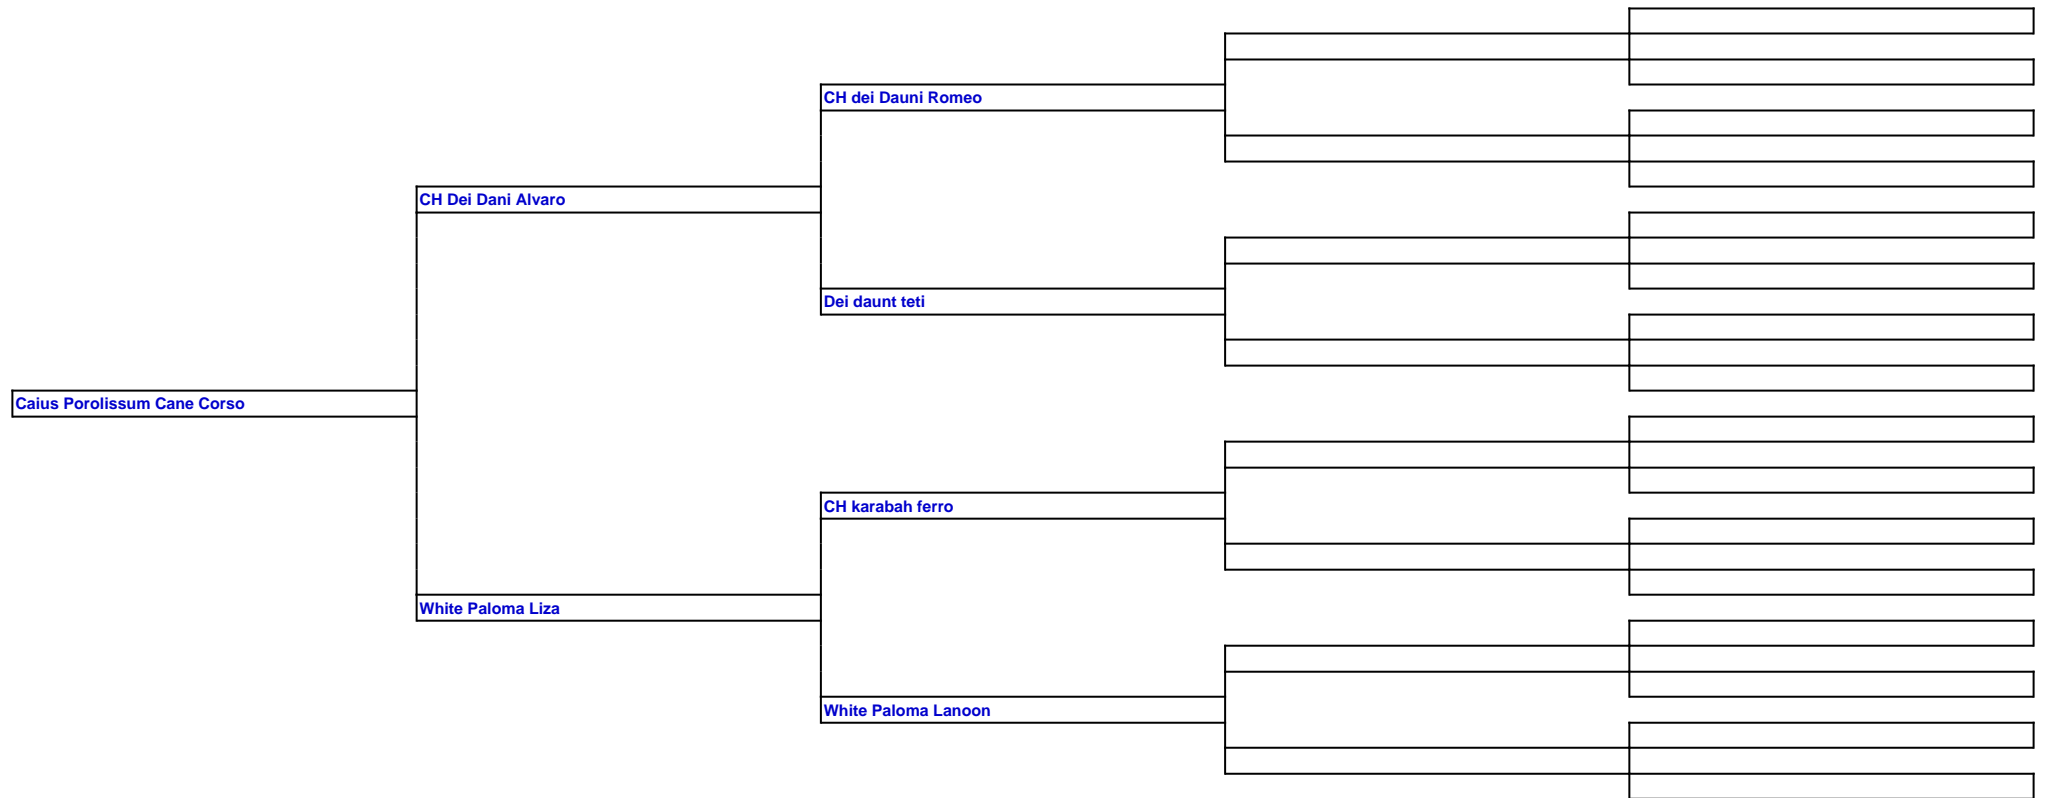 CH dei Dauni Romeo
CH Dei Dani Alvaro
Dei daunt teti
Caius Porolissum Cane Corso
CH karabah ferro
White Paloma Liza
White Paloma Lanoon